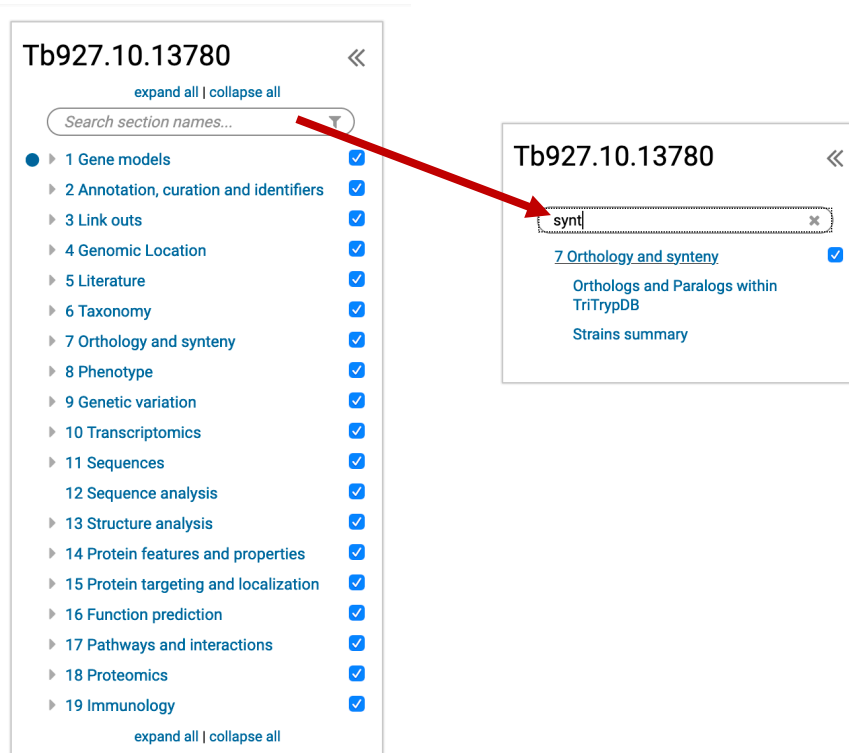 Tb927.10.13780
expand all | collapse all
Search section names...
1 Gene models
2 Annotation, curation and identifiers
3 Link outs
4 Genomic Location
5 Literature
6 Taxonomy
7 Orthology and synteny
8 Phenotype
9 Genetic variation
10 Transcriptomics
11 Sequences
12 Sequence analysis
13 Structure analysis
14 Protein features and properties
15 Protein targeting and localization
16 Function prediction
17 Pathways and interactions
18 Proteomics
19 Immunology
expand all | collapse all
Tb927.10.13780
synt
7 Orthology and synteny
Orthologs and Paralogs within
TriTrypDB
Strains summary